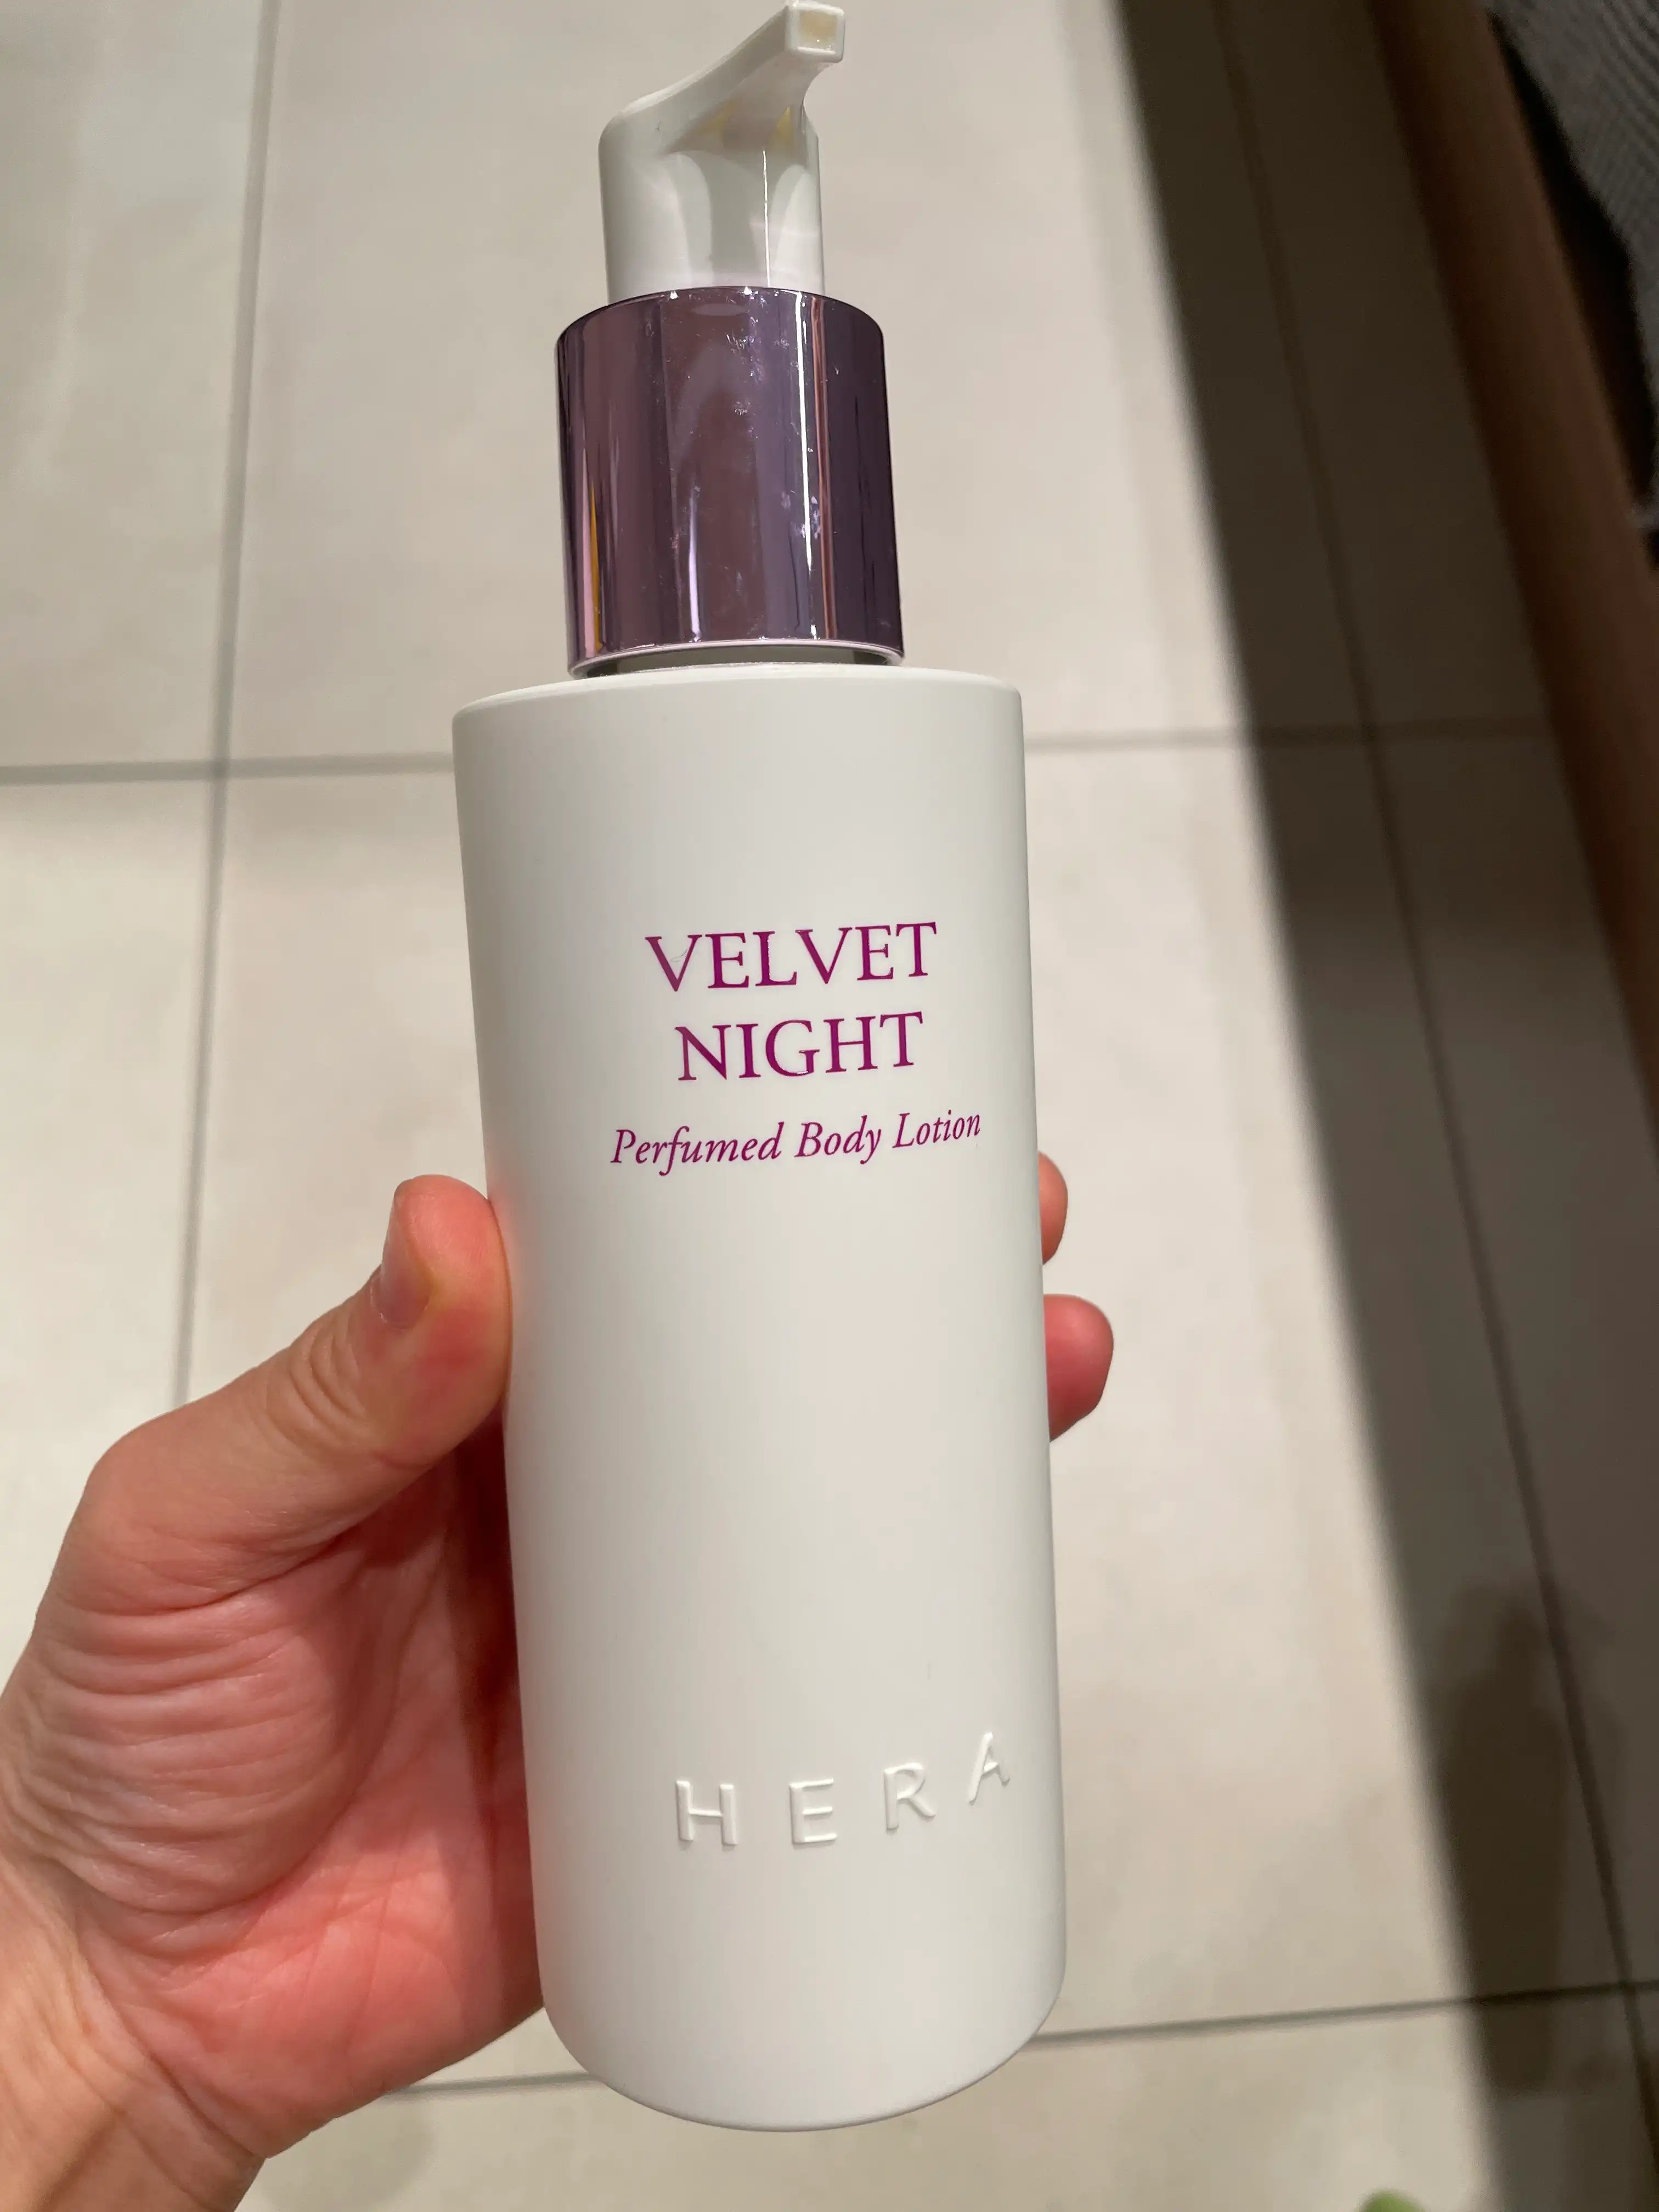 VELVET
NIGHT
Perfumed Body Lotion
HERA